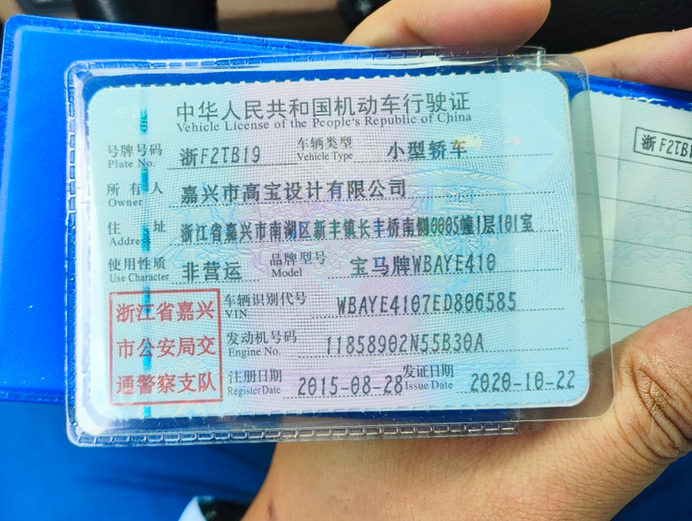 中华人民共和国机动车行驶证
Vehicle License of the People's Republic of China
号牌号码 浙F2TB19 车辆类型 小型轿车
Plate No. Vehicle Type
所有人 嘉兴市高宝设计有限公司
Owner
住址 浙江省嘉兴市南湖区新丰镇长丰桥南侧0005幢1层101室
Address
使用性质 非营运 品牌型号 宝马牌WBAYE410
Use Character Model
浙江省嘉兴
市公安局交
通警察支队
车辆识别代号 WBAYE4107ED806585
VIN
发动机号码 11858902N55B30A
Engine No.
注册日期 2015-08-28 发证日期 2020-10-22
Register Date Issue Date
浙F2TB1